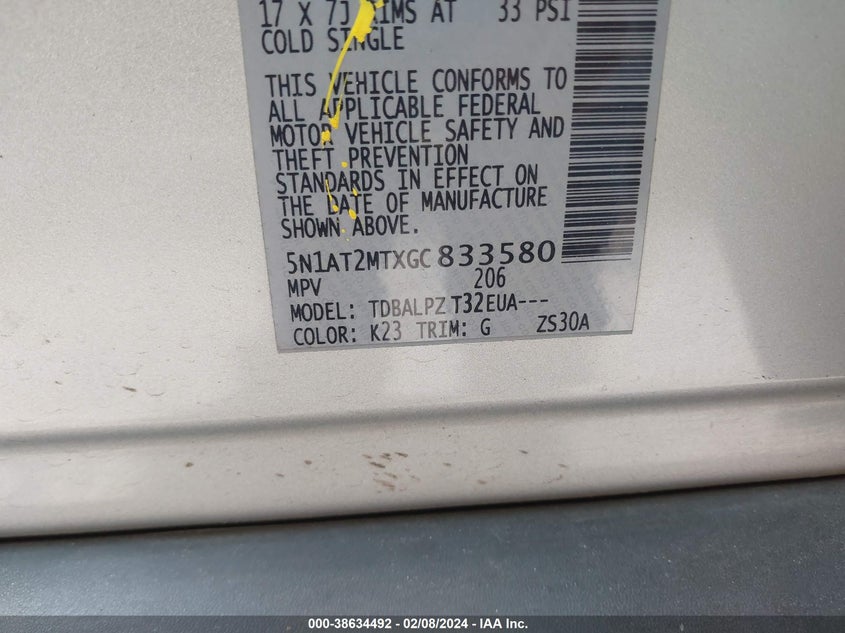 17 X 7J RIMS AT 33 PSI
COLD SINGLE
THIS VEHICLE CONFORMS TO
ALL APPLICABLE FEDERAL
MOTOR VEHICLE SAFETY AND
THEFT PREVENTION
STANDARDS IN EFFECT ON
THE DATE OF MANUFACTURE
SHOWN ABOVE.
5N1AT2MTXGC833580
MPV 206
MODEL: TDBALPZ T32EUA---
COLOR: K23 TRIM: G ZS30A
000-38634492 - 02/08/2024 - IAA Inc.